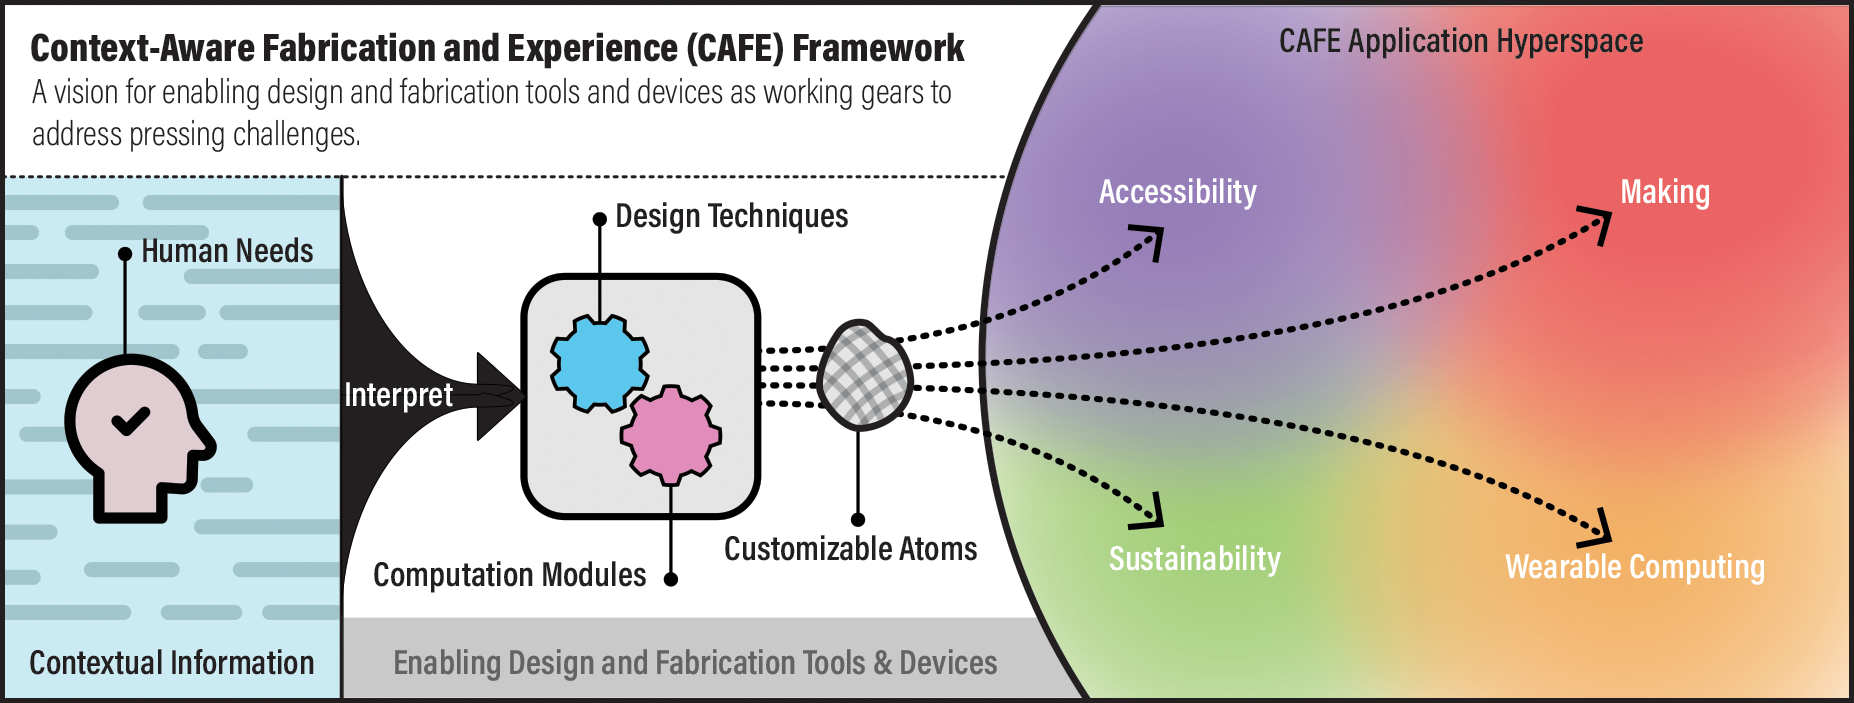 Context-Aware Fabrication and Experience (CAFE) Framework
A vision for enabling design and fabrication tools and devices as working gears to
address pressing challenges.
CAFE Application Hyperspace
Human Needs
Contextual Information
Interpret
Design Techniques
Computation Modules
Customizable Atoms
Enabling Design and Fabrication Tools & Devices
Accessibility
Making
Sustainability
Wearable Computing